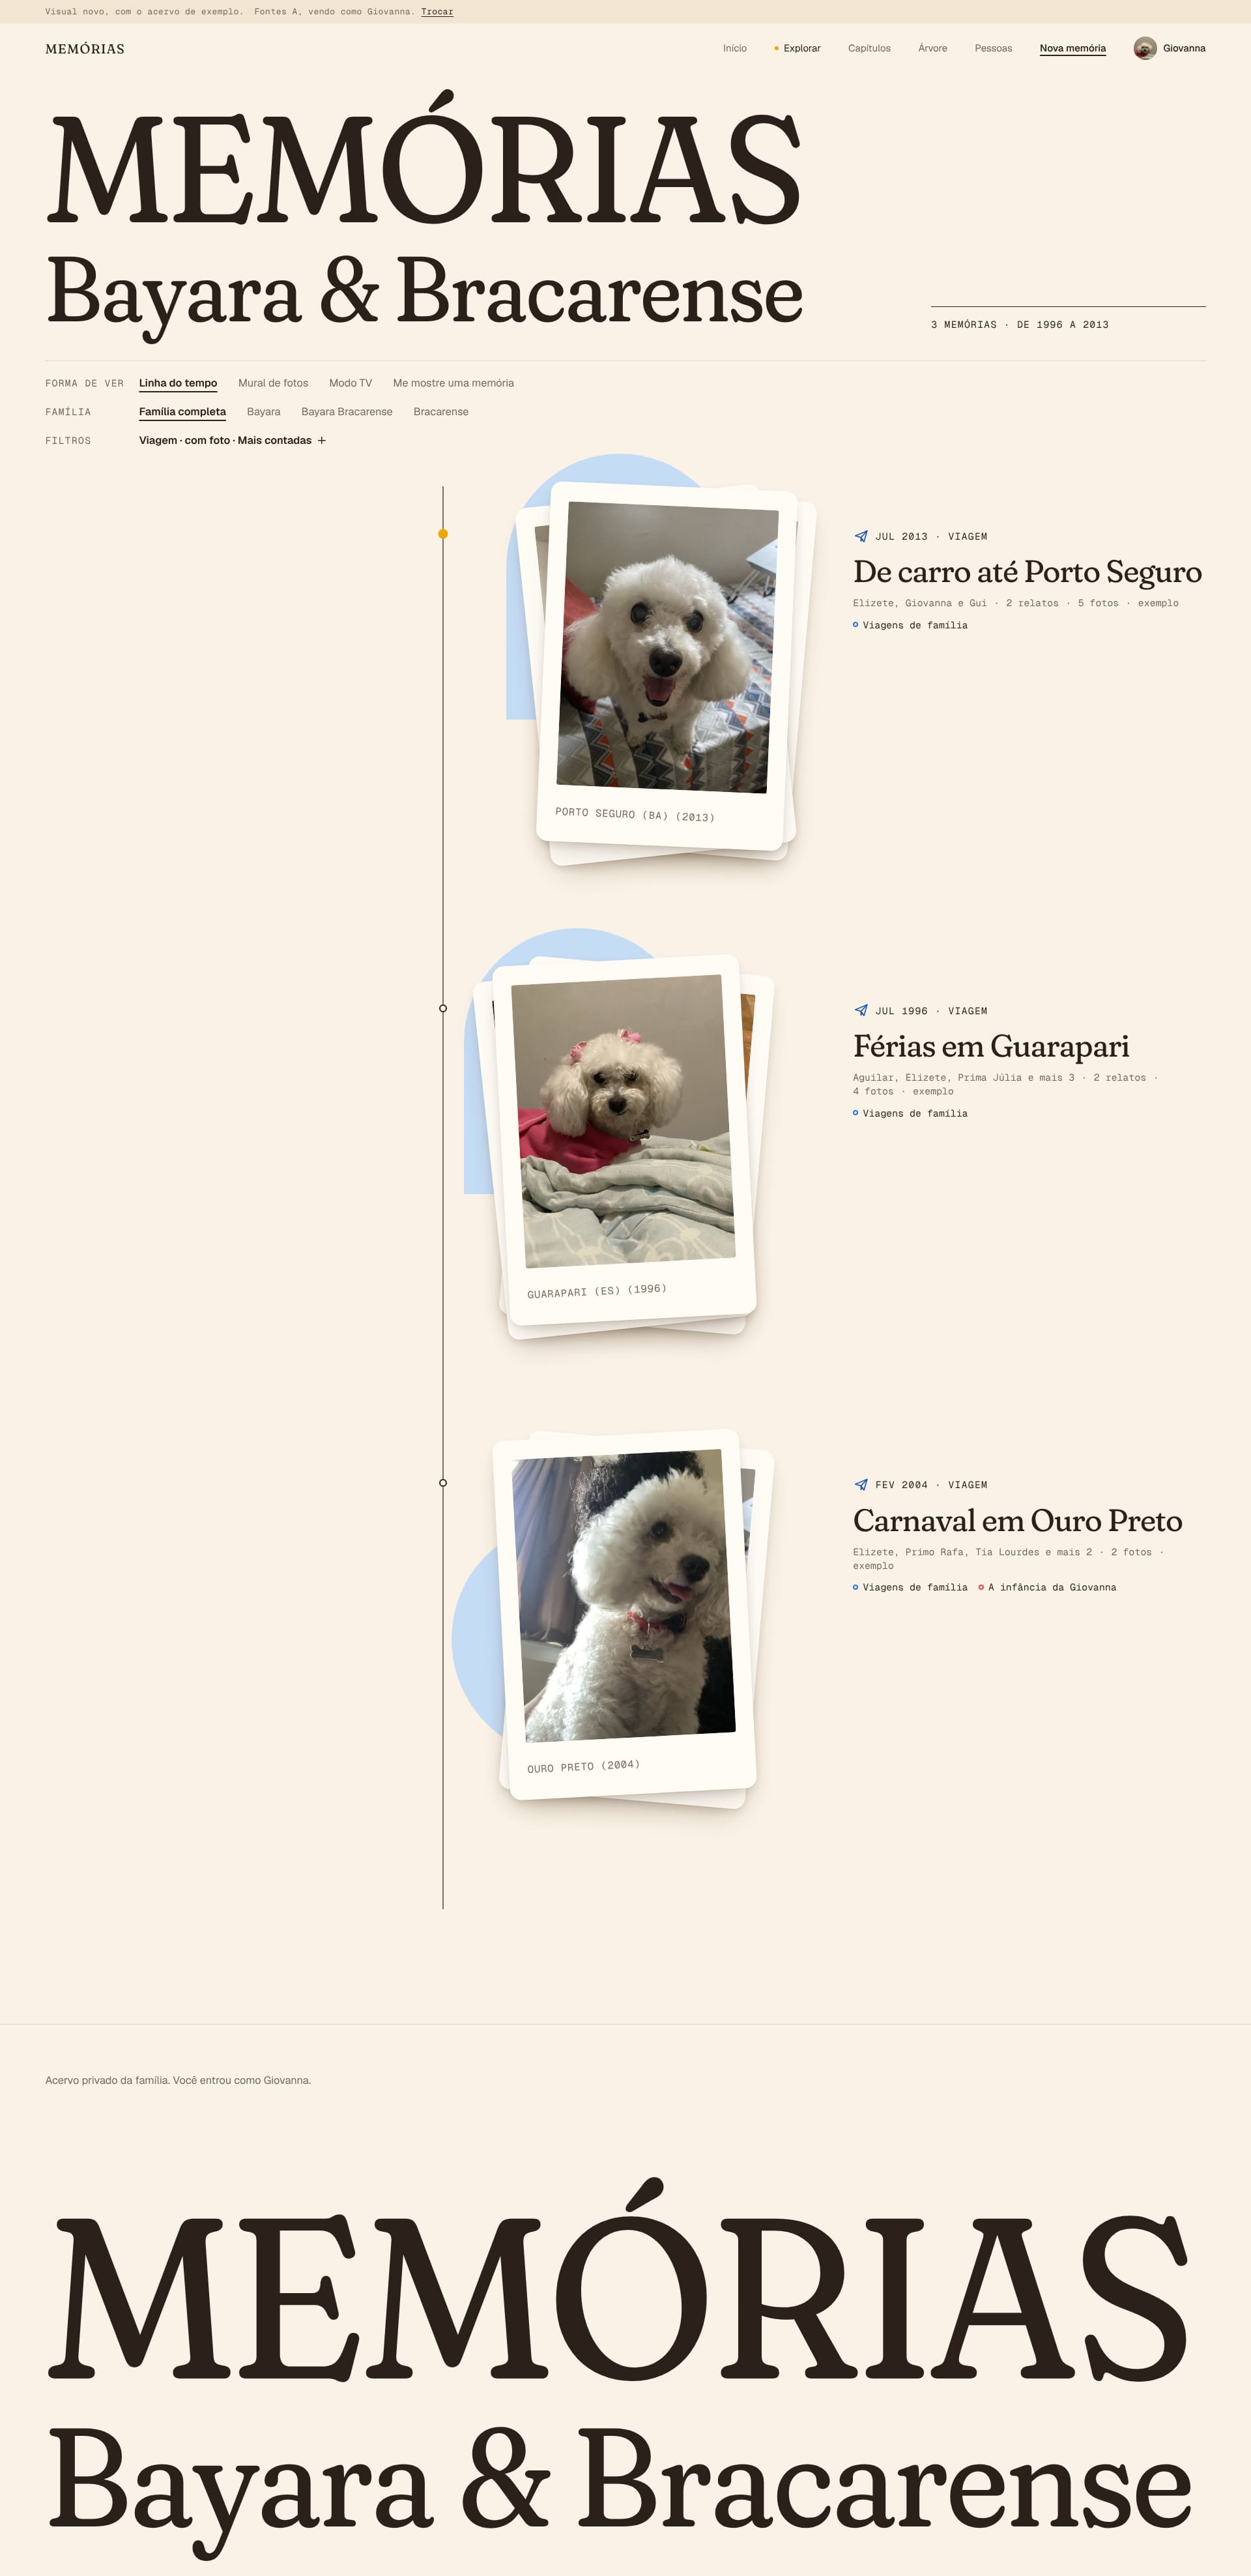 Visual novo, com o acervo de exemplo. Fontes A, vendo como Giovanna. Trocar
MEMÓRIAS
Início Explorar Capítulos Árvore Pessoas Nova memória Giovanna
MEMÓRIAS
Bayara & Bracarense
3 MEMÓRIAS · DE 1996 A 2013
FORMA DE VER Linha do tempo Mural de fotos Modo TV Me mostre uma memória
FAMÍLIA Família completa Bayara Bayara Bracarense Bracarense
FILTROS Viagem · com foto · Mais contadas +
JUL 2013 · VIAGEM
De carro até Porto Seguro
Elizete, Giovanna e Gui · 2 relatos · 5 fotos · exemplo
Viagens de família
PORTO SEGURO (BA) (2013)
JUL 1996 · VIAGEM
Férias em Guarapari
Aguilar, Elizete, Prima Júlia e mais 3 · 2 relatos ·
4 fotos · exemplo
Viagens de família
GUARAPARI (ES) (1996)
FEV 2004 · VIAGEM
Carnaval em Ouro Preto
Elizete, Primo Rafa, Tia Lourdes e mais 2 · 2 fotos ·
exemplo
Viagens de família A infância da Giovanna
OURO PRETO (2004)
Acervo privado da família. Você entrou como Giovanna.
MEMÓRIAS
Bayara & Bracarense